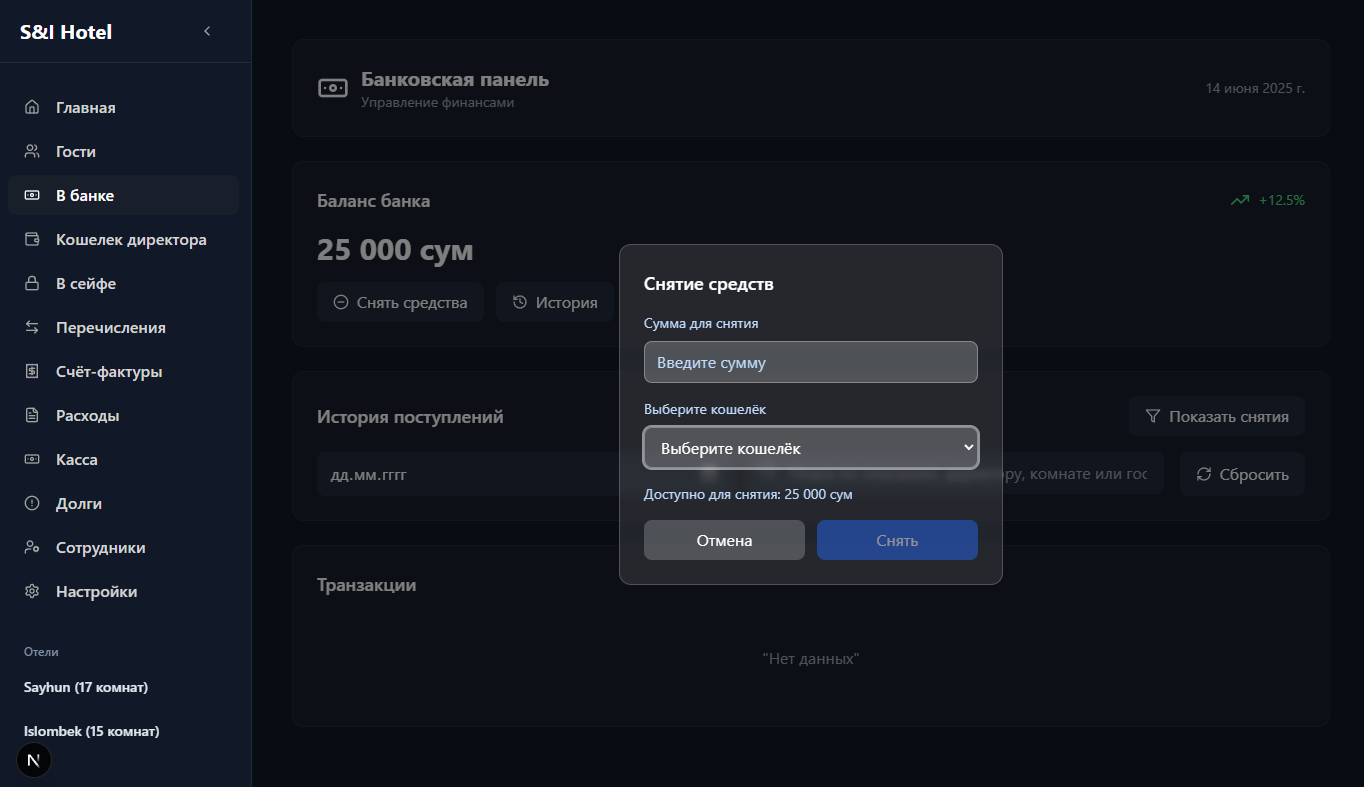 S&I Hotel
Главная
Гости
В банке
Кошелек директора
В сейфе
Перечисления
Счёт-фактуры
Расходы
Касса
Долги
Сотрудники
Настройки
Отели
Sayhun (17 комнат)
Islombek (15 комнат)
N
Банковская панель
Управление финансами
14 июня 2025 г.
Баланс банка
+12.5%
25 000 сум
Снять средства
История
История поступлений
Показать снятия
дд.мм.гггг
комнате или гос
Сбросить
Транзакции
"Нет данных"
Снятие средств
Сумма для снятия
Введите сумму
Выберите кошелёк
Выберите кошелёк
Доступно для снятия: 25 000 сум
Отмена
Снять